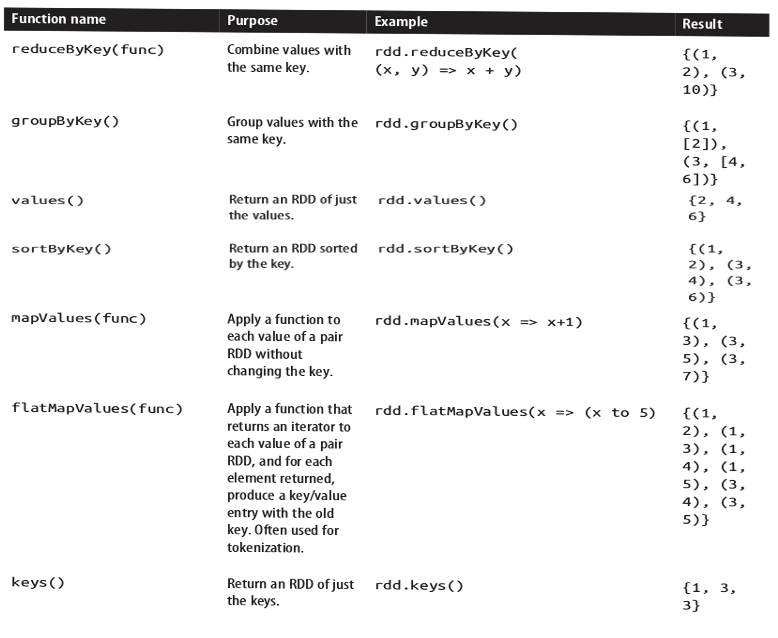 Function name Purpose Example Result
reduceByKey(func) Combine values with rdd.reduceByKey( {(1,
the same key. (x, y) => x + y) 2), (3,
10)}
groupByKey() Group values with the rdd.groupByKey() {(1,
same key. [2]),
(3, [4,
6])}
values() Return an RDD of just rdd.values() {2, 4,
the values. 6}
sortByKey() Return an RDD sorted rdd.sortByKey() {(1,
by the key. 2), (3,
4), (3,
6)}
mapValues(func) Apply a function to rdd.mapValues(x => x+1) {(1,
each value of a pair 3), (3,
RDD without 5), (3,
changing the key. 7)}
flatMapValues(func) Apply a function that rdd.flatMapValues(x => (x to 5) {(1,
returns an iterator to 2), (1,
each value of a pair 3), (1,
RDD, and for each 4), (1,
element returned, 5), (3,
produce a key/value 4), (3,
entry with the old 5)}
key. Often used for
tokenization.
keys() Return an RDD of just rdd.keys() {1, 3,
the keys. 3}